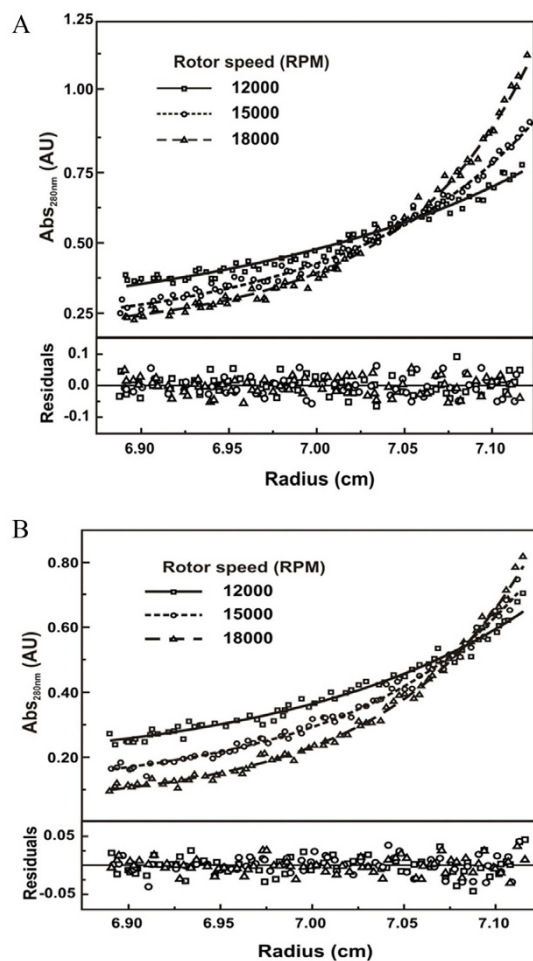 A
Rotor speed (RPM)
12000
15000
18000
Abs280nm (AU)
1.25
1.00
0.75
0.50
0.25
Residuals
0.1
0.0
-0.1
6.90 6.95 7.00 7.05 7.10
Radius (cm)
B
Rotor speed (RPM)
12000
15000
18000
Abs280nm (AU)
0.80
0.60
0.40
0.20
Residuals
0.05
-0.05
6.90 6.95 7.00 7.05 7.10
Radius (cm)